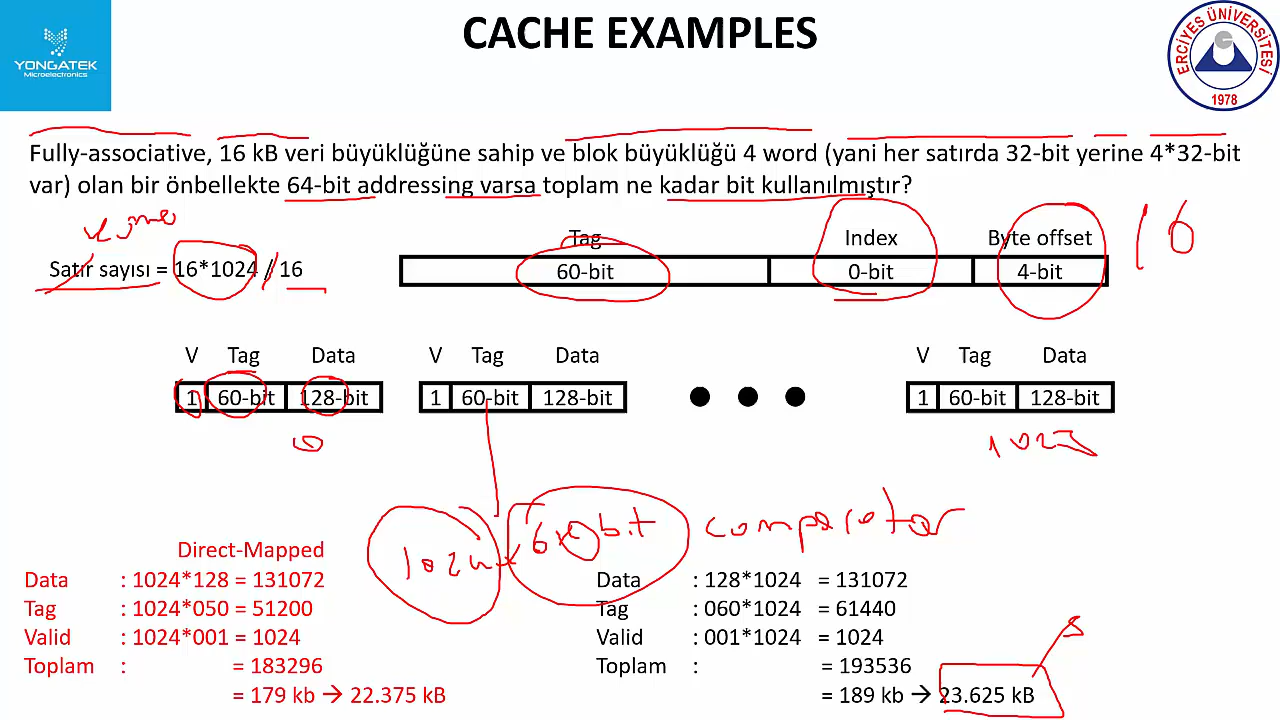 YONGATEK
Microelectronics
CACHE EXAMPLES
ERCİYES ÜNİVERSİTESİ
1978
Fully-associative, 16 kB veri büyüklüğüne sahip ve blok büyüklüğü 4 word (yani her satırda 32-bit yerine 4*32-bit
var) olan bir önbellekte 64-bit addressing varsa toplam ne kadar bit kullanılmıştır?
Tag Index Byte offset
16
Satır sayısı = 16*1024 / 16
60-bit 0-bit 4-bit
V Tag Data V Tag Data V Tag Data
1 60-bit 128-bit 1 60-bit 128-bit 1 60-bit 128-bit
0
1023
1024 60 bit comparator
Direct-Mapped
Data : 1024*128 = 131072
Tag : 1024*050 = 51200
Valid : 1024*001 = 1024
Toplam : = 183296
= 179 kb → 22.375 kB
Data : 128*1024 = 131072
Tag : 060*1024 = 61440
Valid : 001*1024 = 1024
Toplam : = 193536
= 189 kb → 23.625 kB